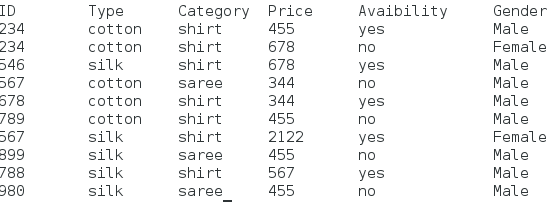 ID Type Category Price Avaibility Gender
234 cotton shirt 455 yes Male
234 cotton shirt 678 no Female
546 silk shirt 678 yes Male
567 cotton saree 344 no Male
678 cotton shirt 344 yes Male
789 cotton shirt 455 no Male
567 silk shirt 2122 yes Female
899 silk saree 455 no Male
788 silk shirt 567 yes Male
980 silk saree 455 no Male